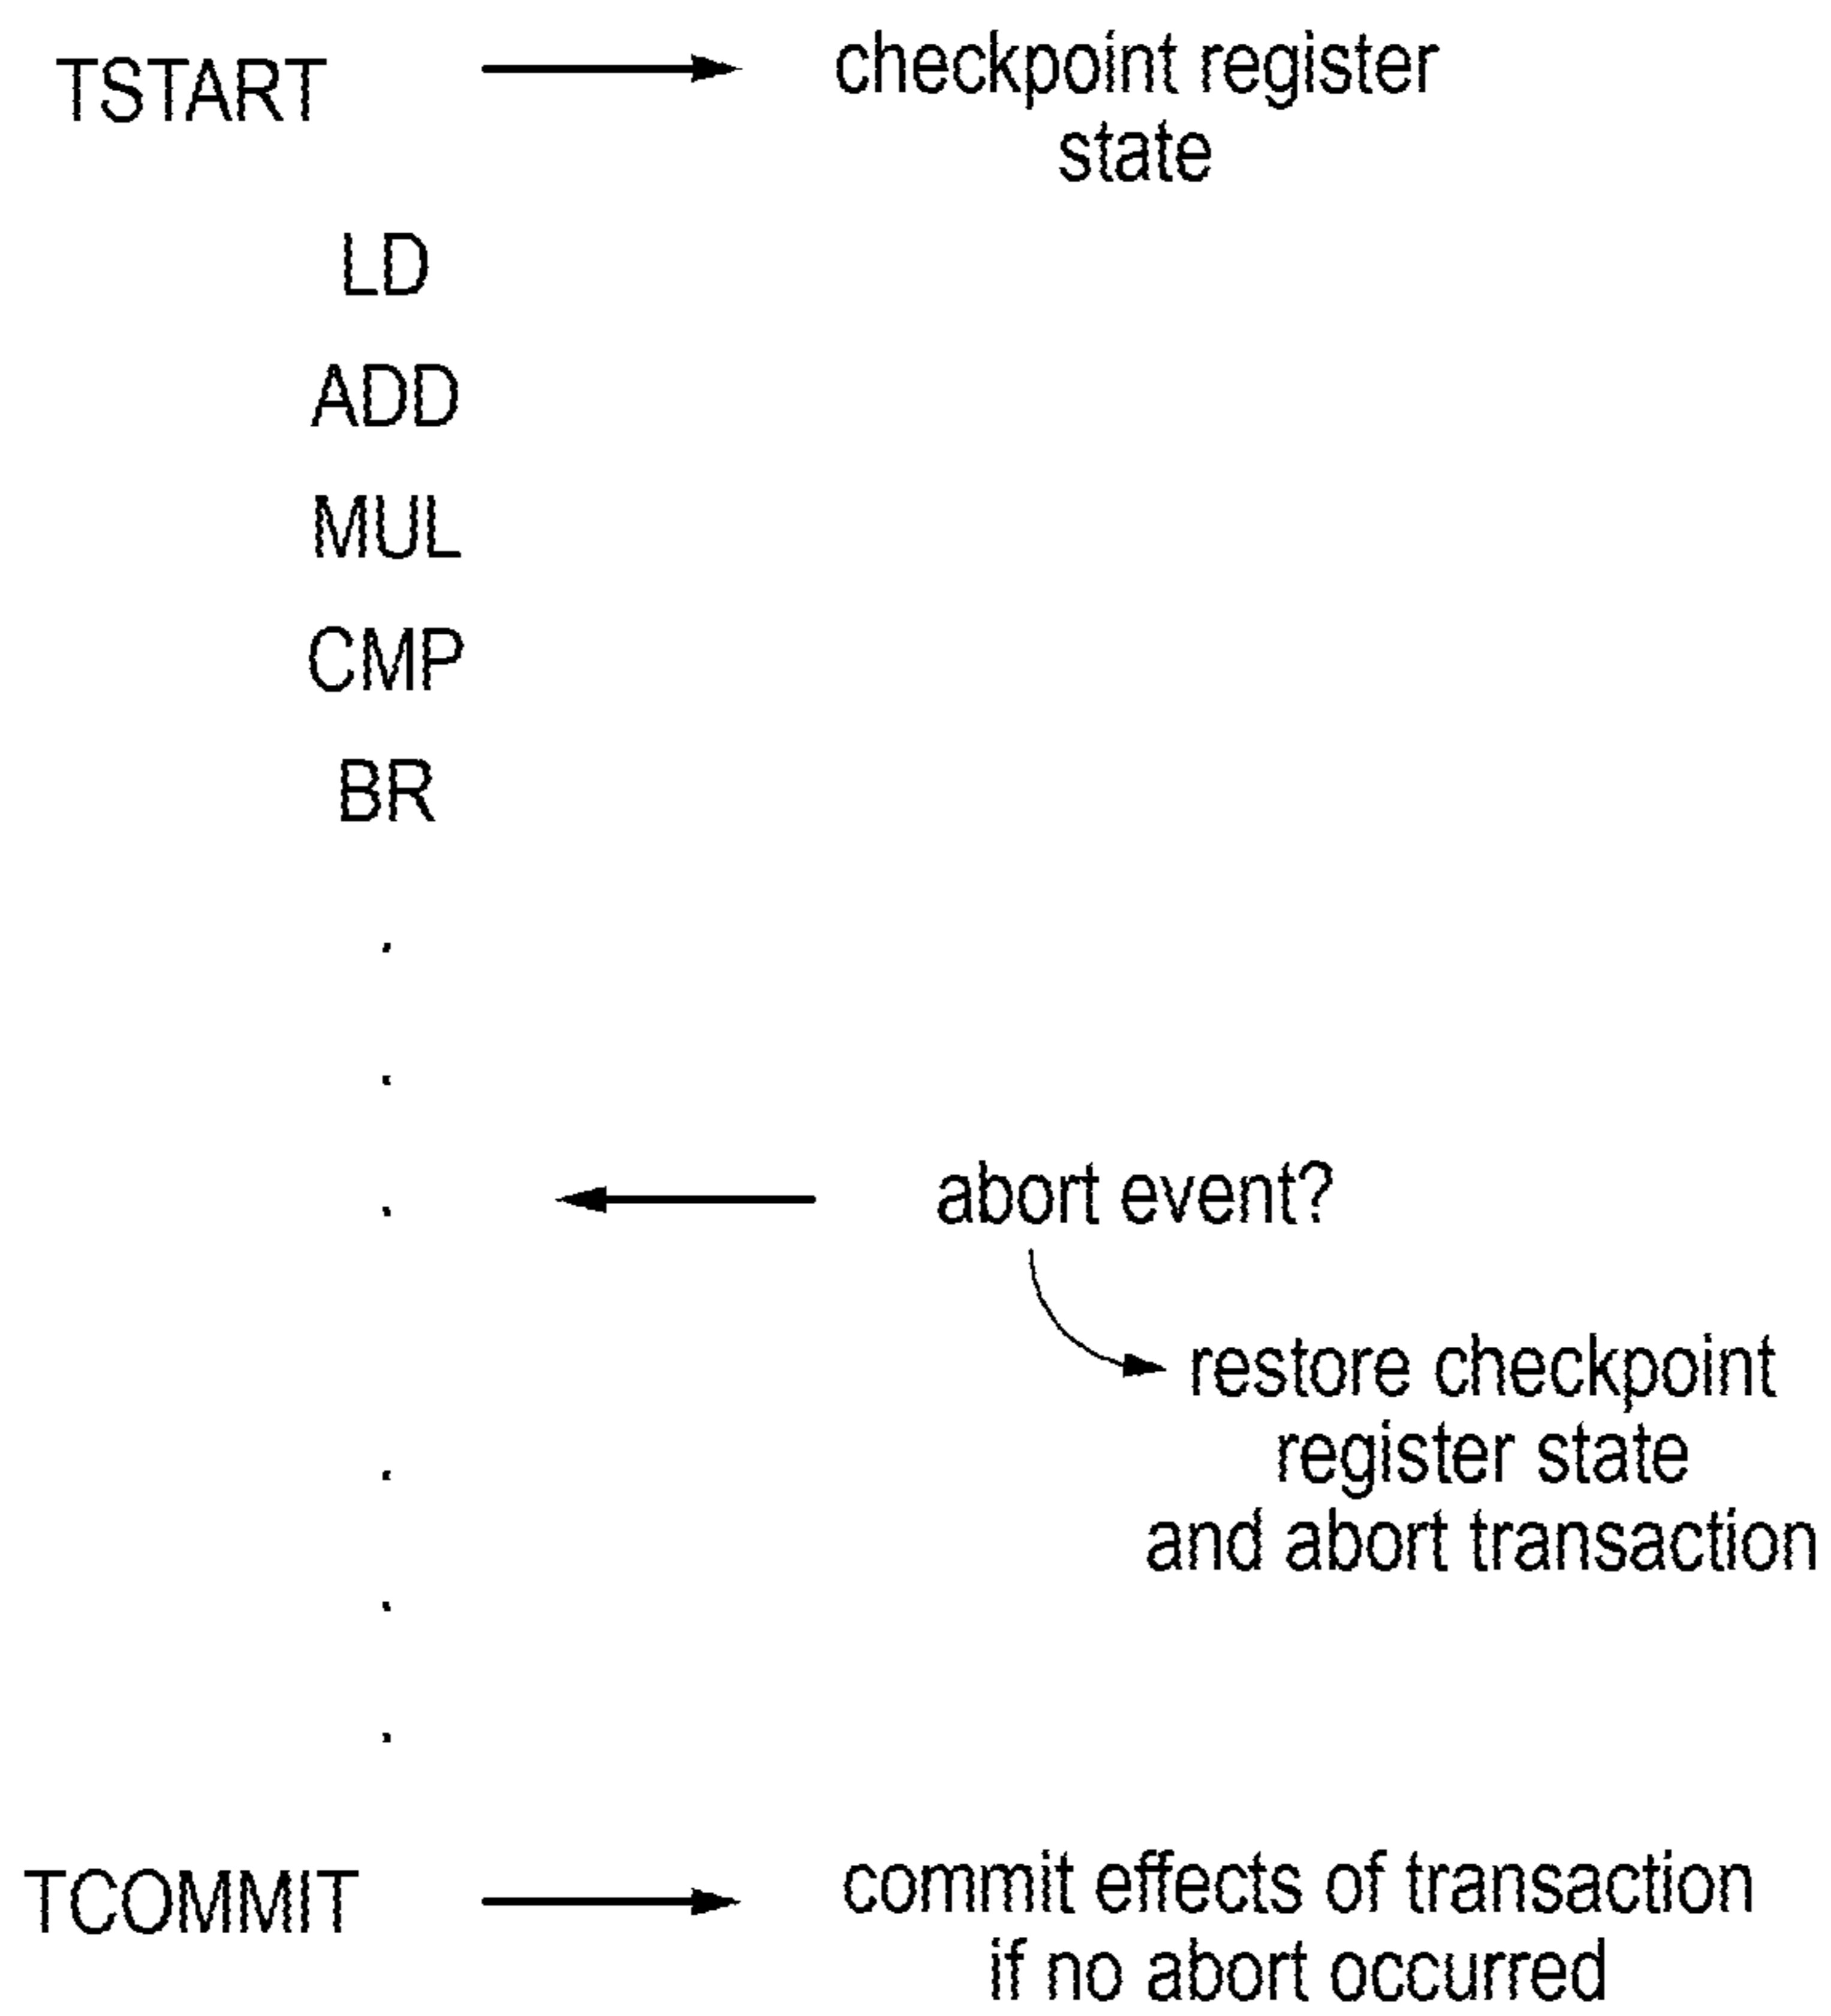 TSTART
checkpoint register
state
LD
ADD
MUL
CMP
BR
.
.
.
abort event?
restore checkpoint
register state
and abort transaction
.
.
.
TCOMMIT
commit effects of transaction
if no abort occurred